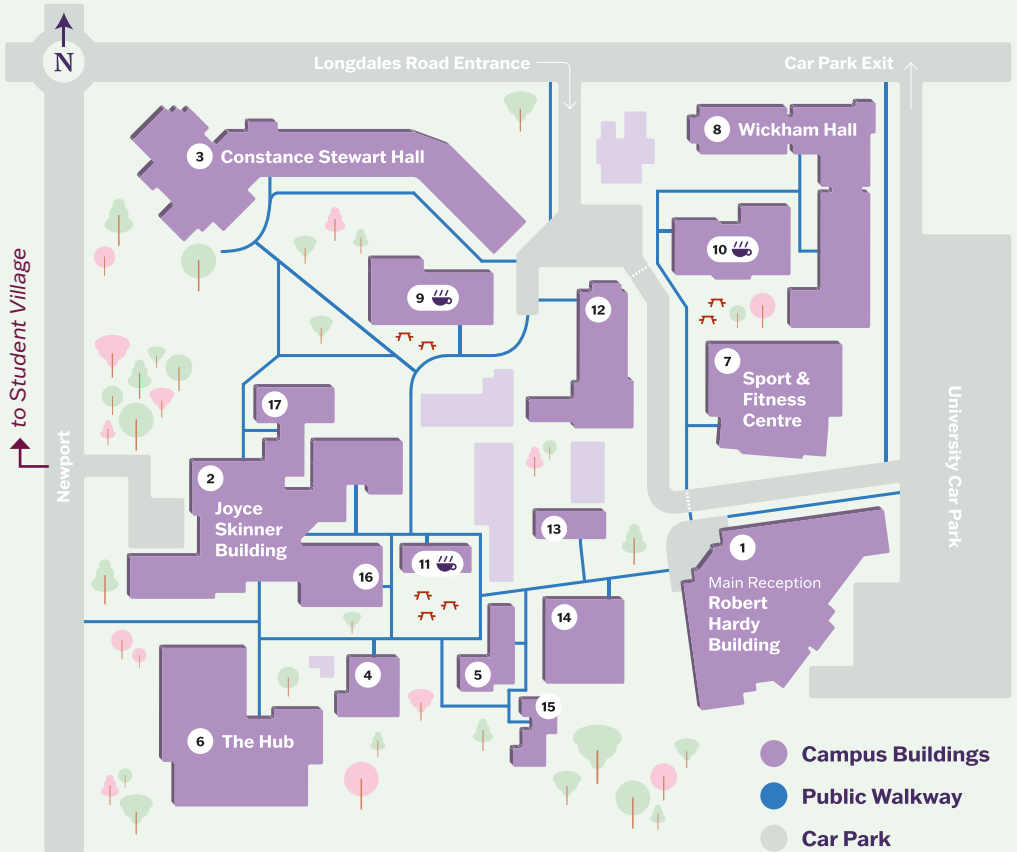 N
Longdales Road Entrance
Car Park Exit
8 Wickham Hall
3 Constance Stewart Hall
10
9
12
to Student Village
7
Sport &
Fitness
Centre
17
University Car Park
Newport
2
Joyce
Skinner
Building
13
1
11
16
Main Reception
Robert
Hardy
Building
14
4
5
15
6 The Hub
Campus Buildings
Public Walkway
Car Park